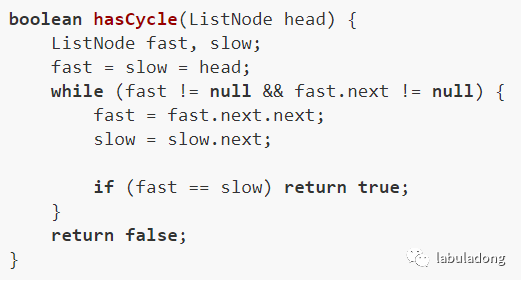 boolean hasCycle(ListNode head) {
    ListNode fast, slow;
    fast = slow = head;
    while (fast != null && fast.next != null) {
        fast = fast.next.next;
        slow = slow.next;

        if (fast == slow) return true;
    }
    return false;
}
labuladong